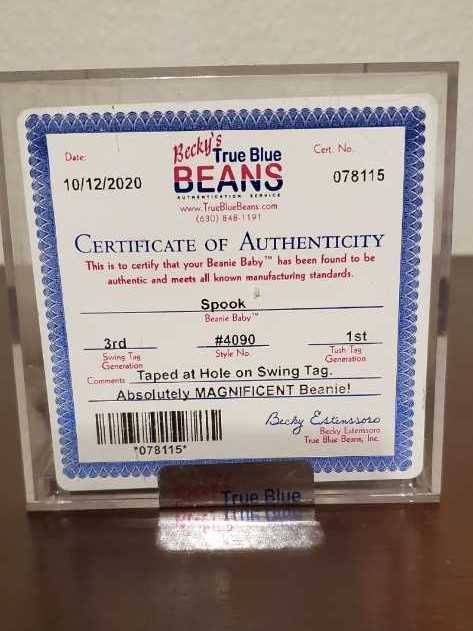 Becky's
True Blue
BEANS
AUTHENTICATION SERVICE
www.TrueBlueBeans.com
(630) 848-1191
Date:
10/12/2020
Cert. No.
078115
CERTIFICATE OF AUTHENTICITY
This is to certify that your Beanie Baby™ has been found to be
authentic and meets all known manufacturing standards.
Spook
Beanie Baby™
3rd #4090 1st
Swing Tag Style No. Tush Tag
Generation Generation
Comments Taped at Hole on Swing Tag.
Absolutely MAGNIFICENT Beanie!
*078115*
Becky Estenssoro
Becky Estenssoro
True Blue Beans, Inc.
True Blue